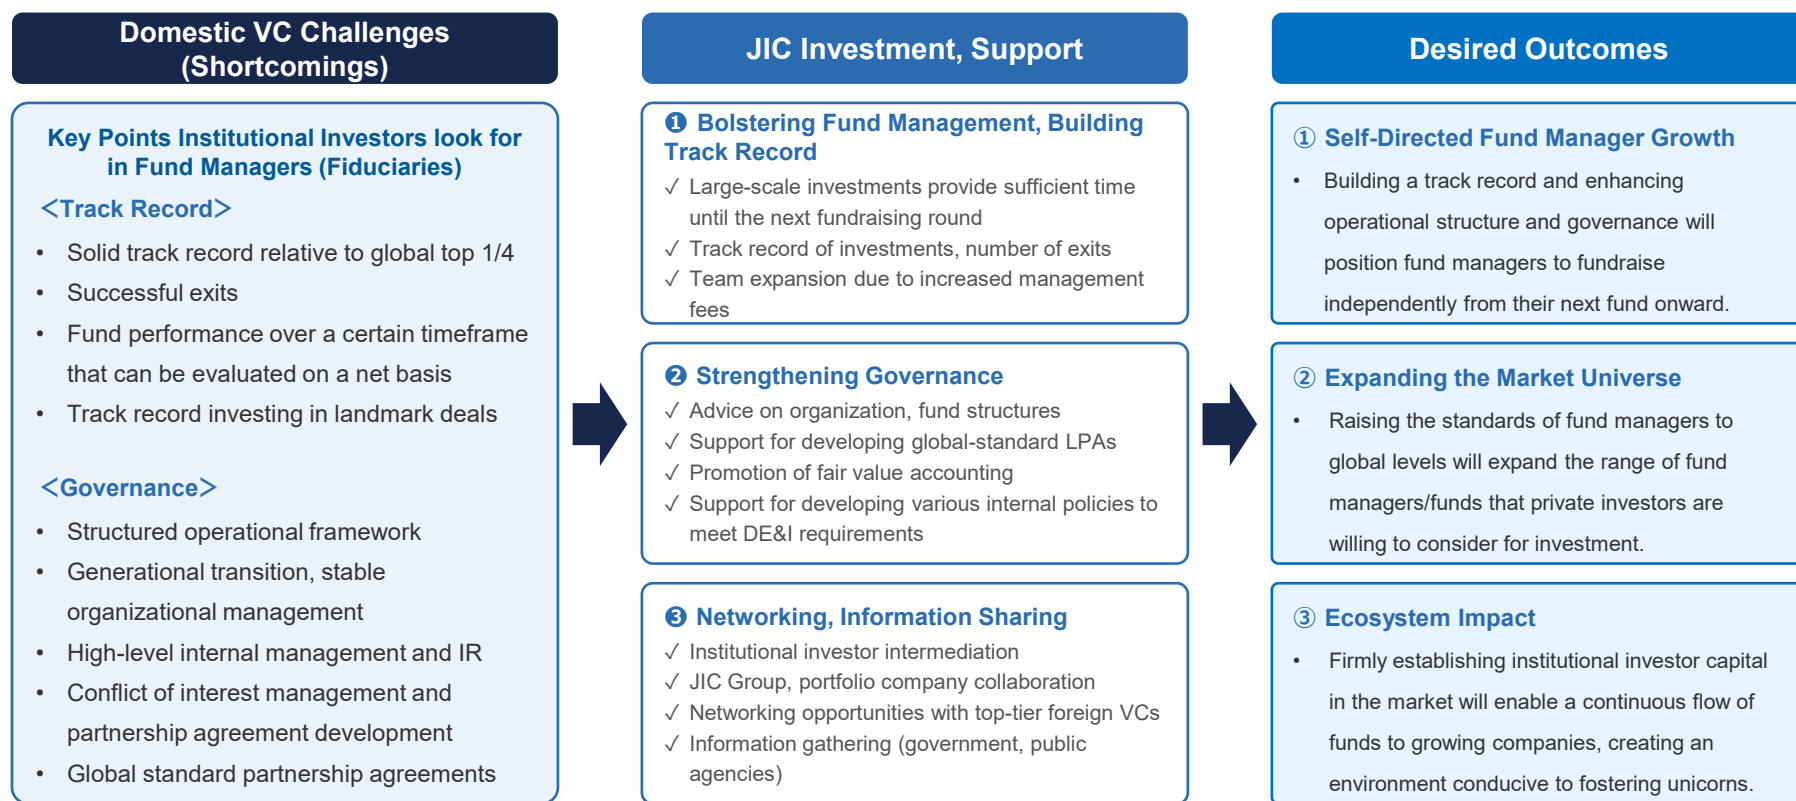 Domestic VC Challenges
(Shortcomings)
Key Points Institutional Investors look for
in Fund Managers (Fiduciaries)
<Track Record>
• Solid track record relative to global top 1/4
• Successful exits
• Fund performance over a certain timeframe
that can be evaluated on a net basis
• Track record investing in landmark deals
<Governance>
• Structured operational framework
• Generational transition, stable
organizational management
• High-level internal management and IR
• Conflict of interest management and
partnership agreement development
• Global standard partnership agreements
JIC Investment, Support
❶ Bolstering Fund Management, Building
Track Record
✓ Large-scale investments provide sufficient time
until the next fundraising round
✓ Track record of investments, number of exits
✓ Team expansion due to increased management
fees
❷ Strengthening Governance
✓ Advice on organization, fund structures
✓ Support for developing global-standard LPAs
✓ Promotion of fair value accounting
✓ Support for developing various internal policies to
meet DE&I requirements
❸ Networking, Information Sharing
✓ Institutional investor intermediation
✓ JIC Group, portfolio company collaboration
✓ Networking opportunities with top-tier foreign VCs
✓ Information gathering (government, public
agencies)
Desired Outcomes
① Self-Directed Fund Manager Growth
• Building a track record and enhancing
operational structure and governance will
position fund managers to fundraise
independently from their next fund onward.
② Expanding the Market Universe
• Raising the standards of fund managers to
global levels will expand the range of fund
managers/funds that private investors are
willing to consider for investment.
③ Ecosystem Impact
• Firmly establishing institutional investor capital
in the market will enable a continuous flow of
funds to growing companies, creating an
environment conducive to fostering unicorns.